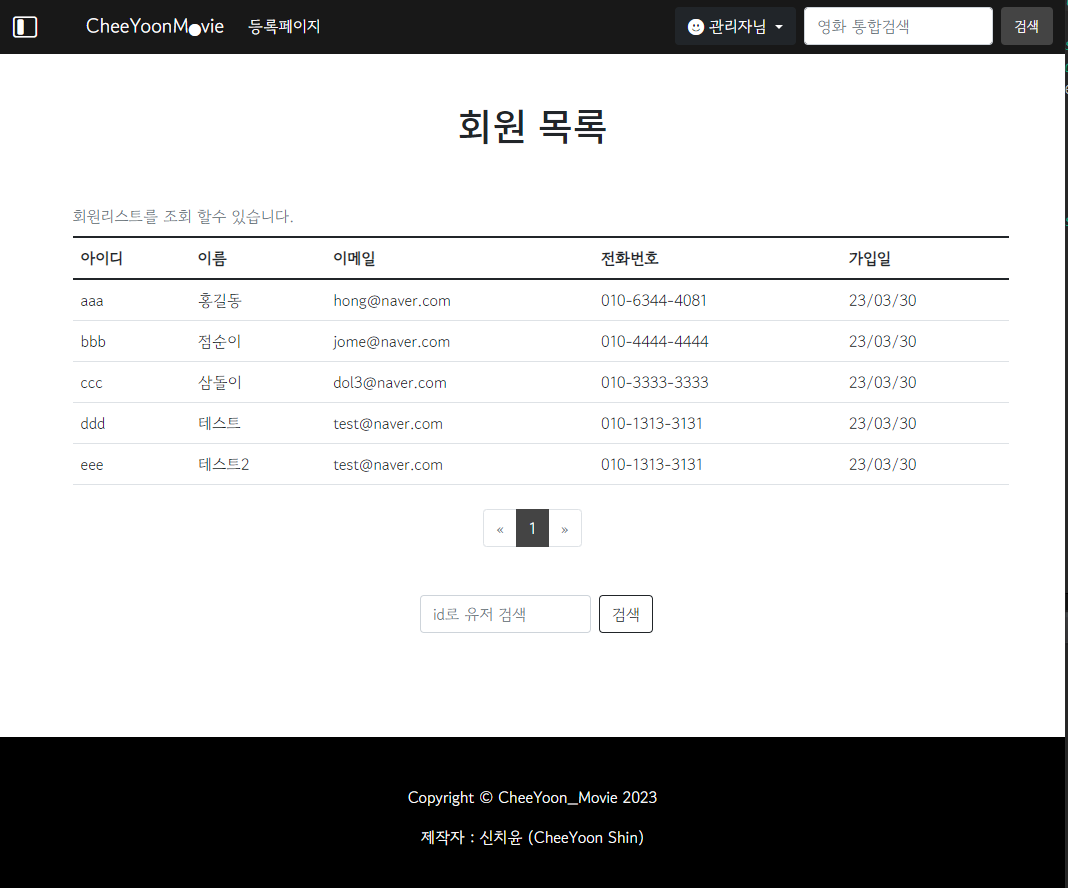 CheeYoonMovie 등록페이지 관리자님 영화 통합검색 검색
회원 목록
회원리스트를 조회 할수 있습니다.
아이디 이름 이메일 전화번호 가입일
aaa 홍길동 hong@naver.com 010-6344-4081 23/03/30
bbb 점순이 jome@naver.com 010-4444-4444 23/03/30
ccc 삼돌이 dol3@naver.com 010-3333-3333 23/03/30
ddd 테스트 test@naver.com 010-1313-3131 23/03/30
eee 테스트2 test@naver.com 010-1313-3131 23/03/30
« 1 »
id로 유저 검색 검색
Copyright © CheeYoon_Movie 2023
제작자 : 신치윤 (CheeYoon Shin)